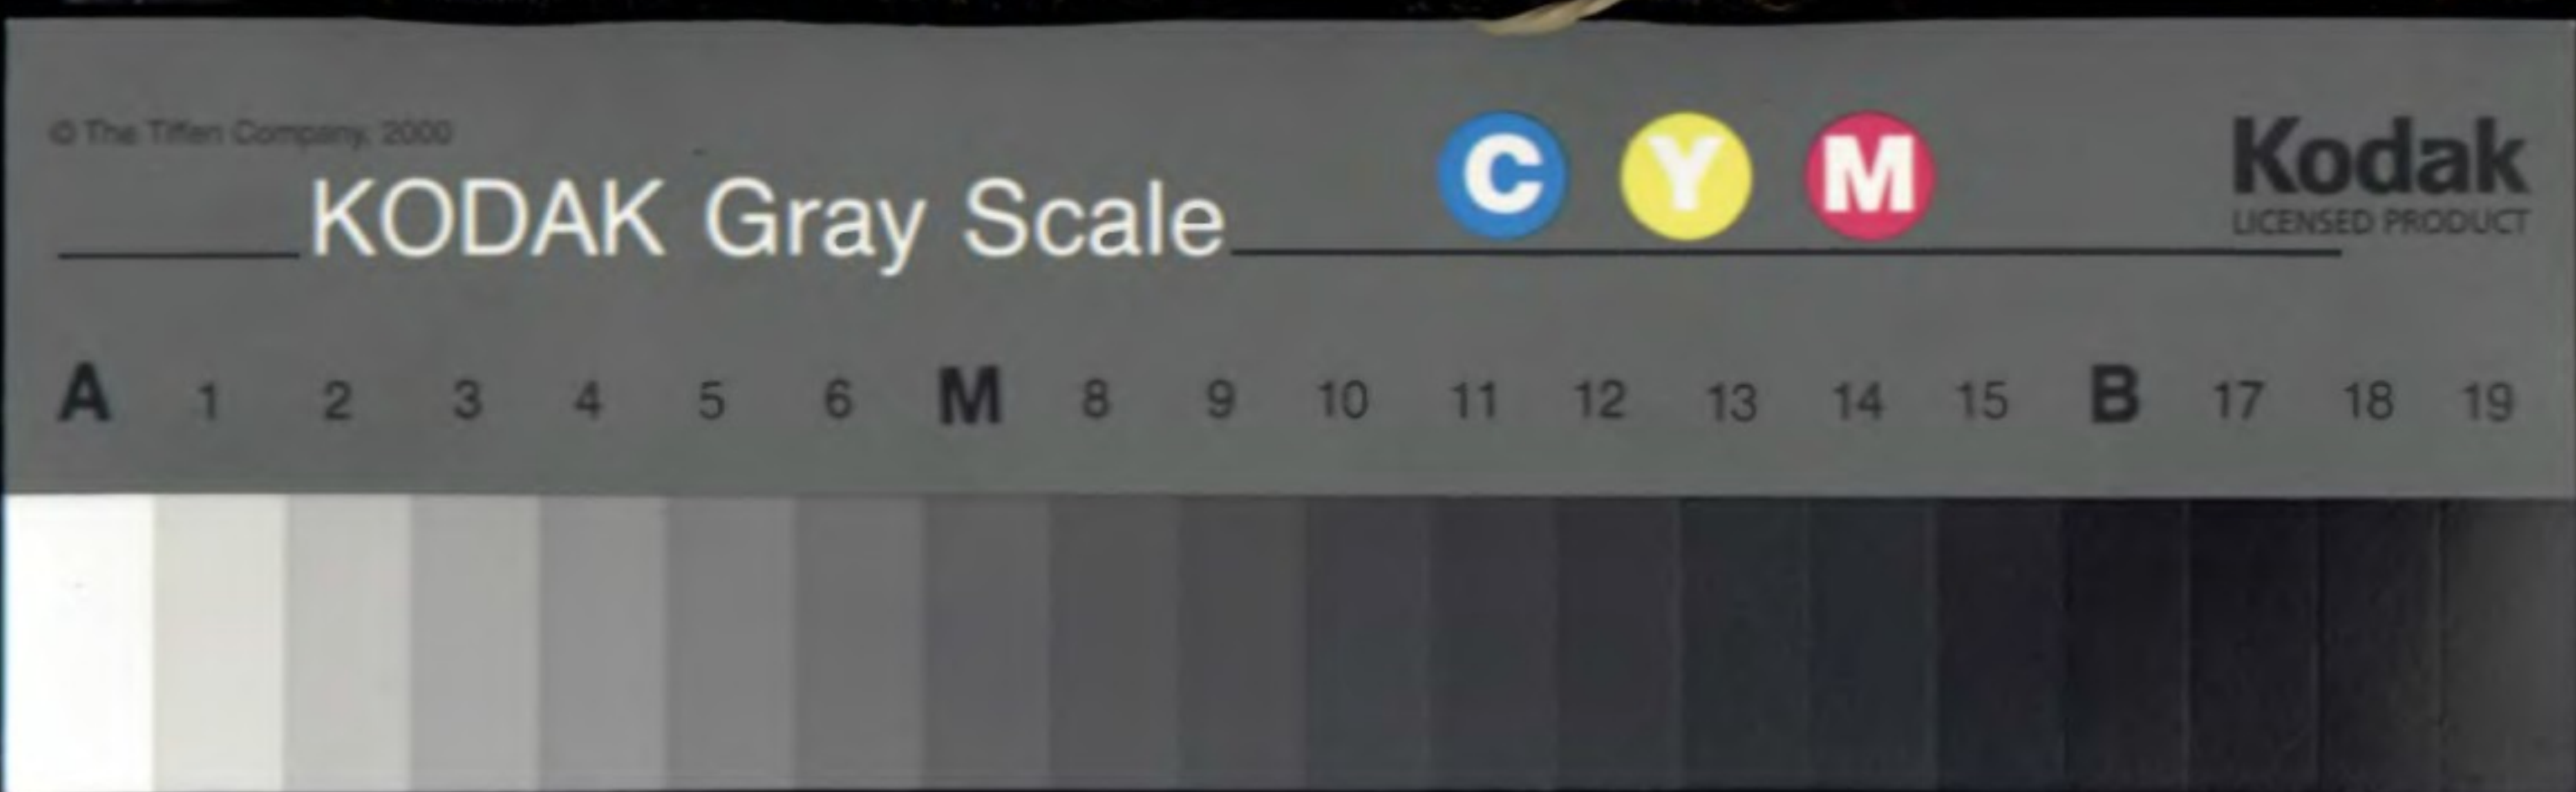 © The Tiffen Company, 2000
KODAK Gray Scale
C Y M
Kodak
LICENSED PRODUCT
A 1 2 3 4 5 6 M 8 9 10 11 12 13 14 15 B 17 18 19